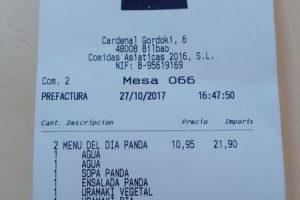 Cardenal Gordoki, 6
48008 Bilbao
Comidas Asiaticas 2016, S.L.
NIF: B-95619169
Com. 2 Mesa 066
PREFACTURA 27/10/2017 16:47:50
Cant. Descripcion Precio Importe
2 MENU DEL DIA PANDA 10,95 21,90
1 AGUA
1 AGUA
1 SOPA PANDA
1 ENSALADA PANDA
1 URAMAKI VEGETAL
1 URAMAKI